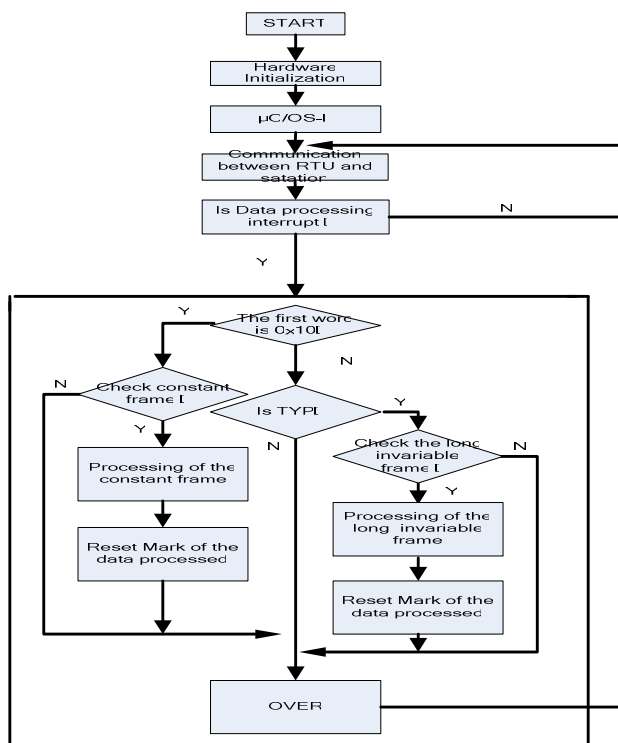 START
Hardware
Initialization
µC/OS-I
Communication
between RTU and
satation
Is Data processing
interrupt [
N
Y
The first word
is 0x10[
Y
N
Check constant
frame [
N
Is TYP[
Y
Y
N
Check the long
invariable
frame [
N
Y
Processing of the
constant frame
Processing of the
long invariable
frame
Reset Mark of the
data processed
Reset Mark of the
data processed
OVER